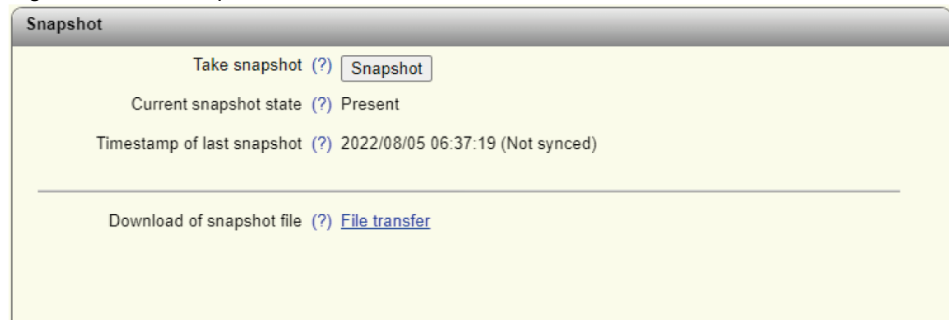 Snapshot
Take snapshot (?) Snapshot
Current snapshot state (?) Present
Timestamp of last snapshot (?) 2022/08/05 06:37:19 (Not synced)
Download of snapshot file (?) File transfer